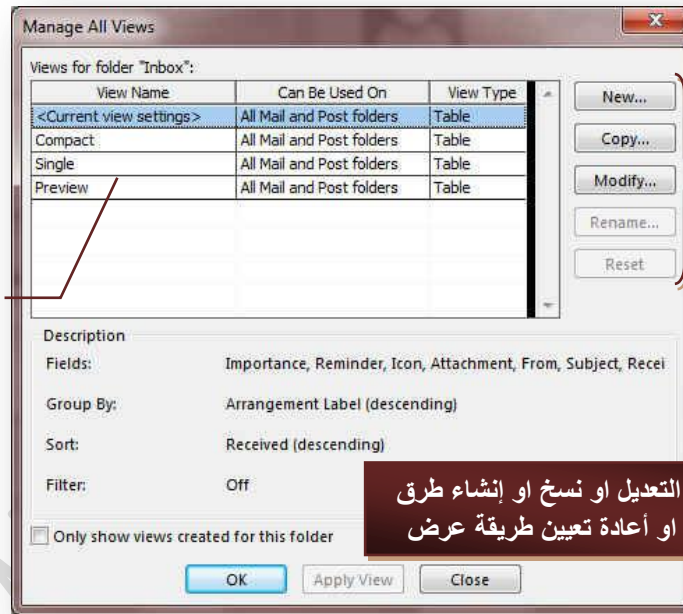 Manage All Views
Views for folder "Inbox":
View Name Can Be Used On View Type
<Current view settings> All Mail and Post folders Table
Compact All Mail and Post folders Table
Single All Mail and Post folders Table
Preview All Mail and Post folders Table
New...
Copy...
Modify...
Rename...
Reset
Description
Fields: Importance, Reminder, Icon, Attachment, From, Subject, Recei
Group By: Arrangement Label (descending)
Sort: Received (descending)
Filter: Off
التعديل او نسخ او إنشاء طرق
او أعادة تعيين طريقة عرض
Only show views created for this folder
OK Apply View Close